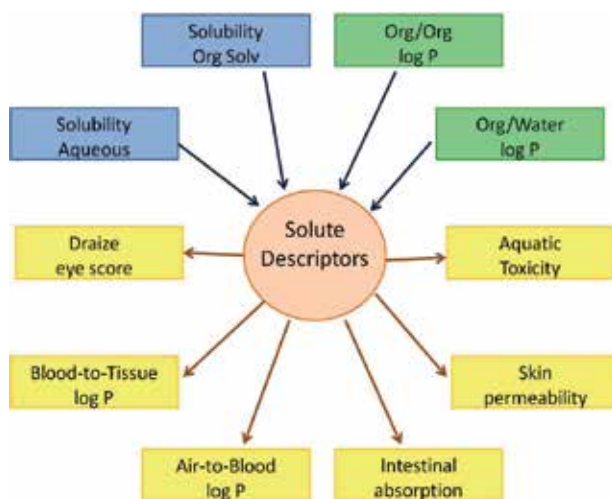 Solubility
Org Solv
Org/Org
log P
Solubility
Aqueous
Org/Water
log P
Solute
Descriptors
Draize
eye score
Aquatic
Toxicity
Blood-to-Tissue
log P
Skin
permeability
Air-to-Blood
log P
Intestinal
absorption